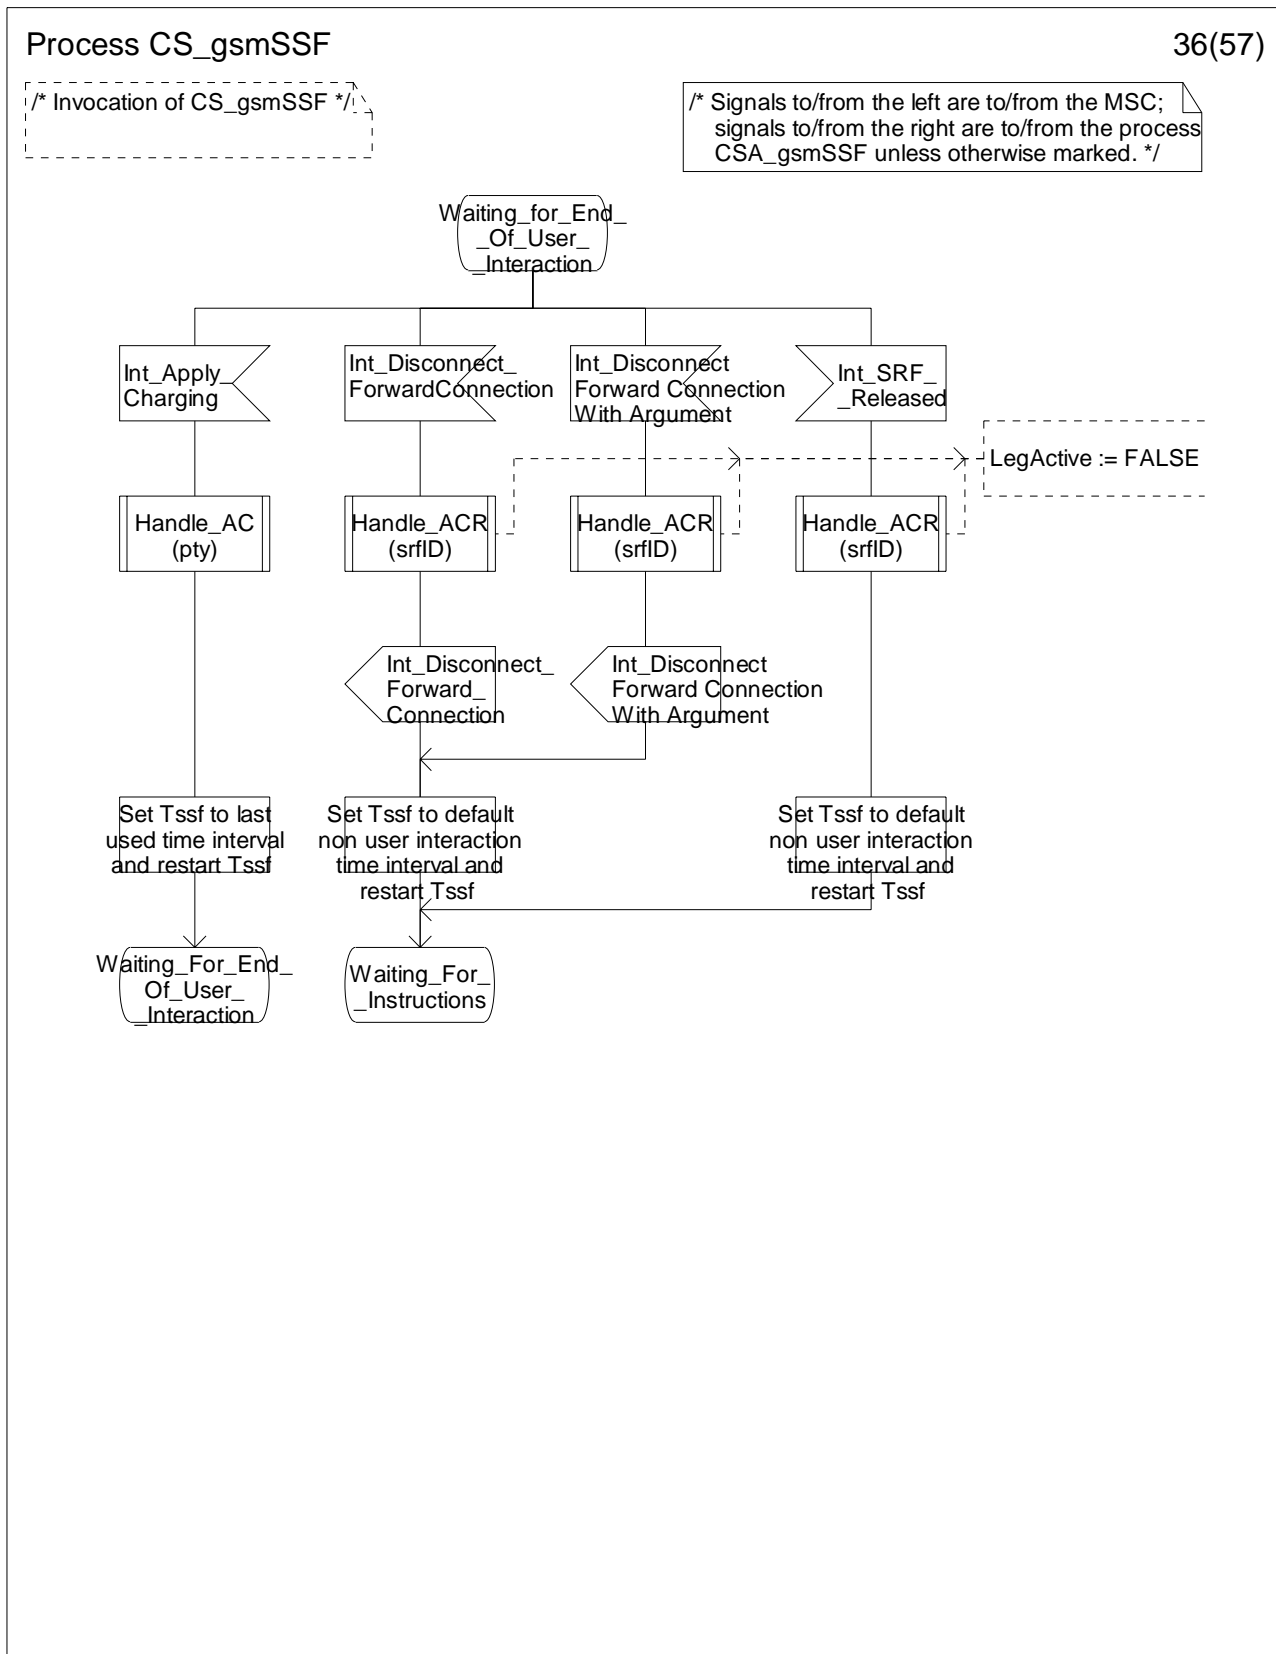 Process CS_gsmSSF
36(57)
/* Invocation of CS_gsmSSF */
/* Signals to/from the left are to/from the MSC;
signals to/from the right are to/from the process
CSA_gsmSSF unless otherwise marked. */
Waiting_for_End_
_Of_User_
_Interaction
Int_Apply_
Charging
Int_Disconnect_
ForwardConnection
Int_Disconnect
Forward Connection
With Argument
Int_SRF_
_Released
LegActive := FALSE
Handle_AC
(pty)
Handle_ACR
(srfID)
Handle_ACR
(srfID)
Handle_ACR
(srfID)
Int_Disconnect_
Forward_
Connection
Int_Disconnect
Forward Connection
With Argument
Set Tssf to last
used time interval
and restart Tssf
Set Tssf to default
non user interaction
time interval and
restart Tssf
Set Tssf to default
non user interaction
time interval and
restart Tssf
Waiting_For_End_
Of_User_
_Interaction
Waiting_For_
_Instructions